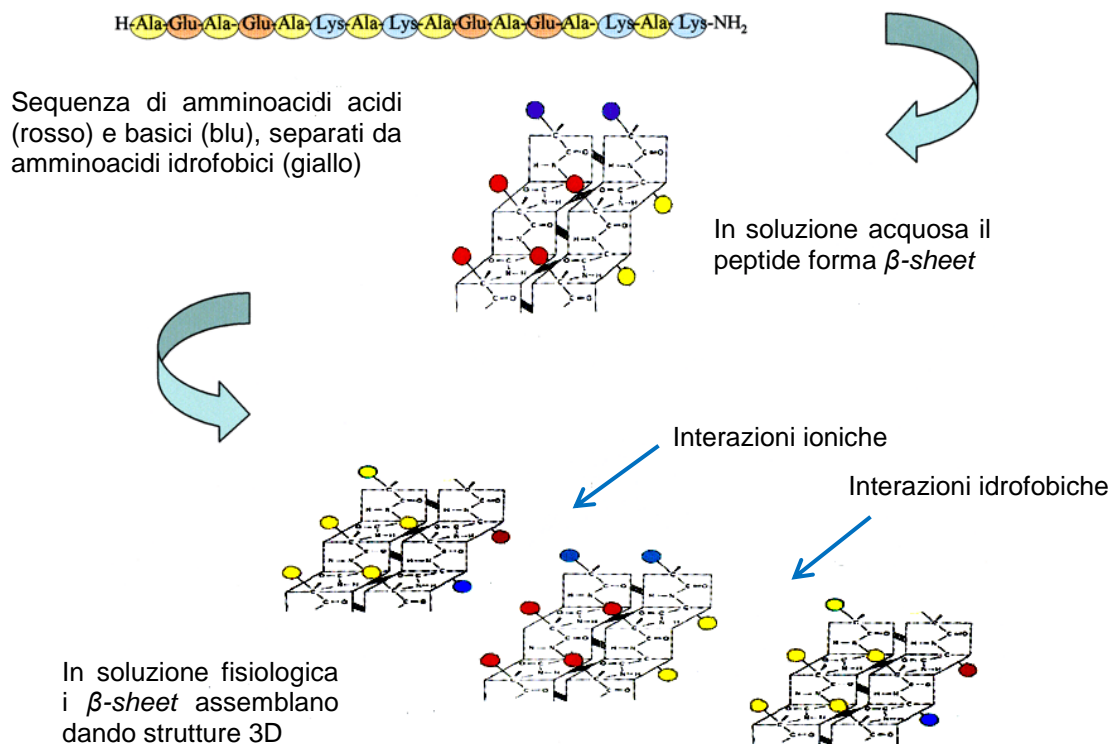 H-Ala-Glu-Ala-Glu-Ala-Lys-Ala-Lys-Ala-Glu-Ala-Glu-Ala-Lys-Ala-Lys-NH₂
Sequenza di amminoacidi acidi
(rosso) e basici (blu), separati da
amminoacidi idrofobici (giallo)
In soluzione acquosa il
peptide forma β-sheet
Interazioni ioniche
Interazioni idrofobiche
In soluzione fisiologica
i β-sheet assemblano
dando strutture 3D